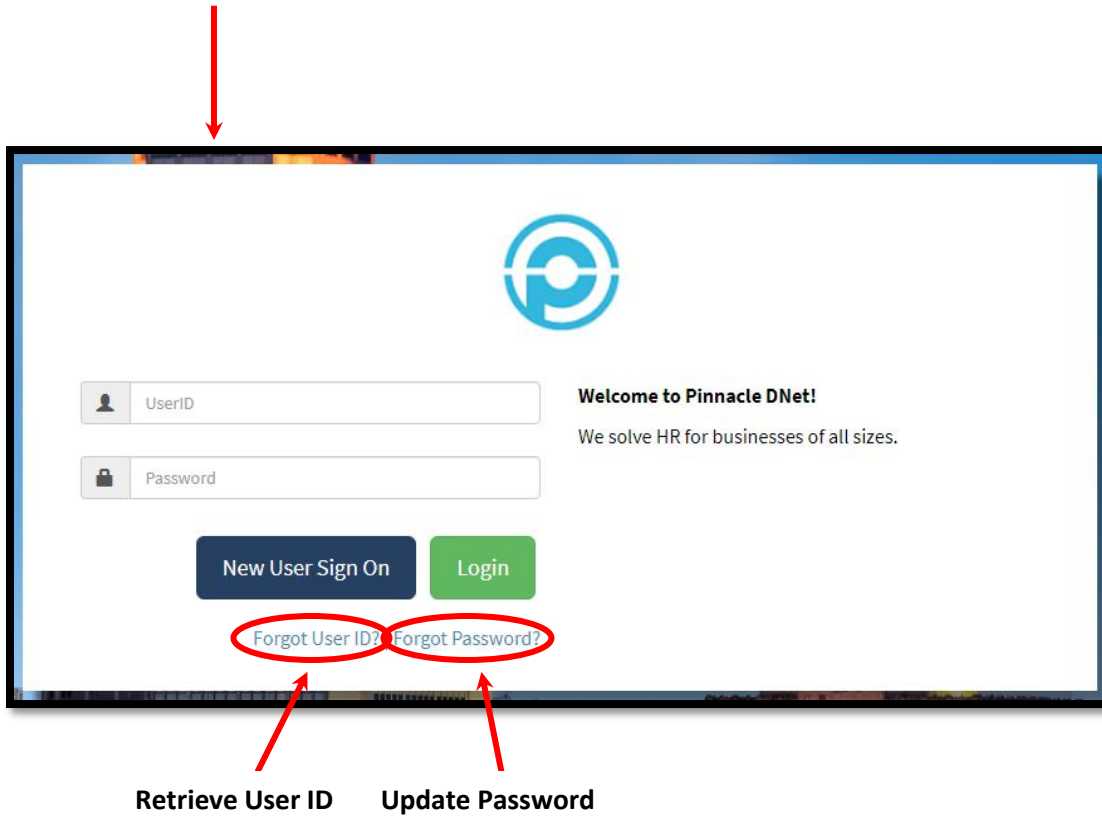 UserID
Welcome to Pinnacle DNet!
We solve HR for businesses of all sizes.
Password
New User Sign On
Login
Forgot User ID? Forgot Password?
Retrieve User ID
Update Password